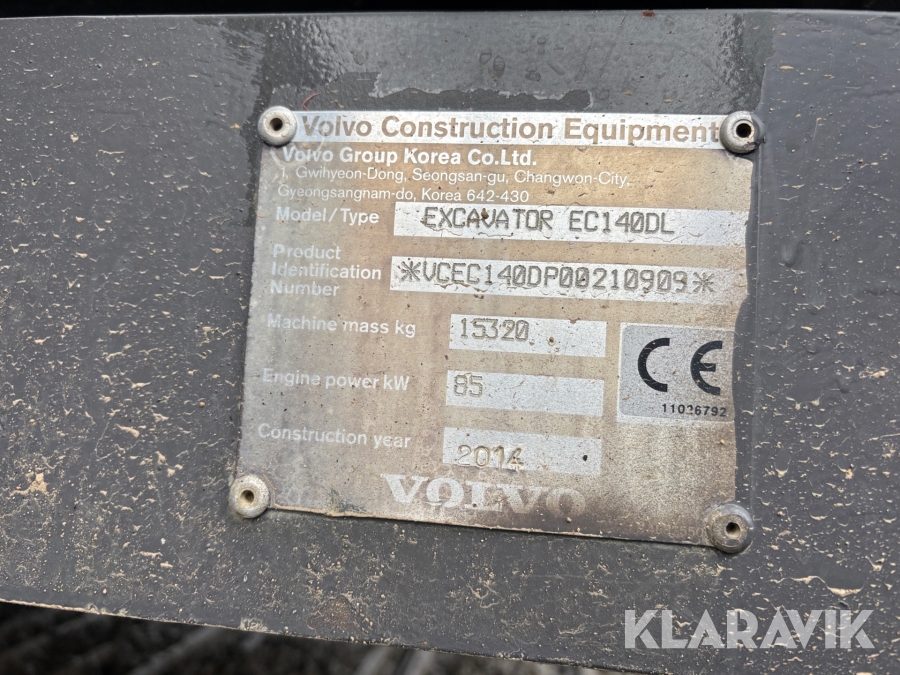 Volvo Construction Equipment
Volvo Group Korea Co.Ltd.
1, Gwihyeon-Dong, Seongsan-gu, Changwon-City,
Gyeongsangnam-do, Korea 642-430
Model/Type EXCAVATOR EC140DL
Product
Identification
Number *VCEC140DP00210909*
Machine mass kg 15320
Engine power kW 85
CE
11026792
Construction year 2014
VOLVO
KLARAVIK